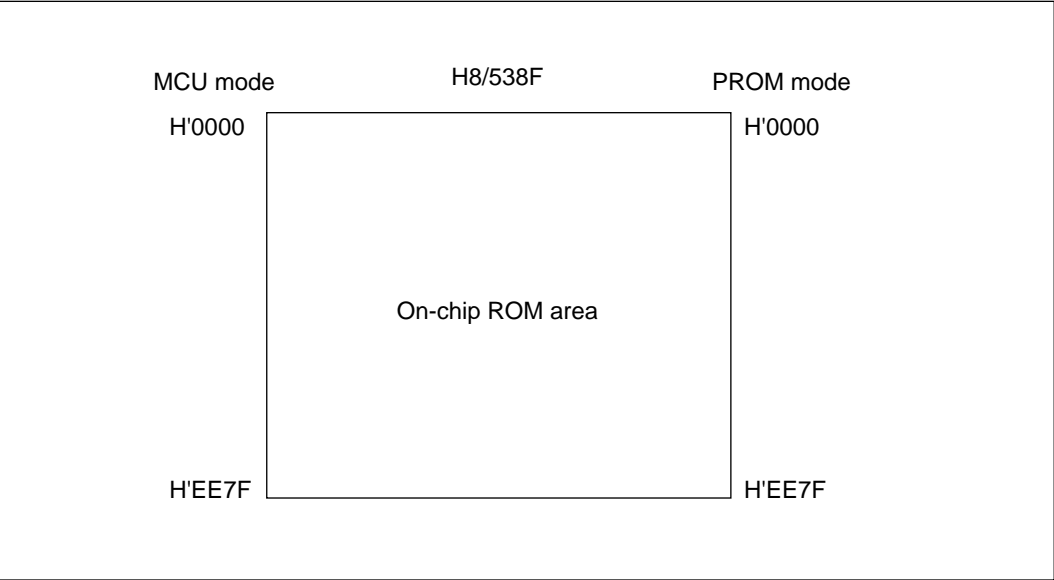 MCU mode
H8/538F
PROM mode
H'0000
H'0000
On-chip ROM area
H'EE7F
H'EE7F